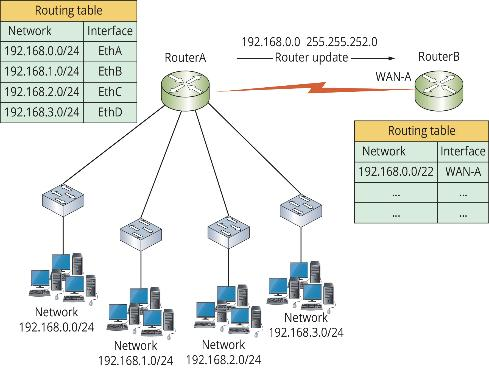 Routing table
Network Interface
192.168.0.0/24 EthA
192.168.1.0/24 EthB
192.168.2.0/24 EthC
192.168.3.0/24 EthD
RouterA
192.168.0.0 255.255.252.0
Router update
RouterB
WAN-A
Routing table
Network Interface
192.168.0.0/22 WAN-A
... ...
... ...
Network
192.168.0.0/24
Network
192.168.1.0/24
Network
192.168.2.0/24
Network
192.168.3.0/24